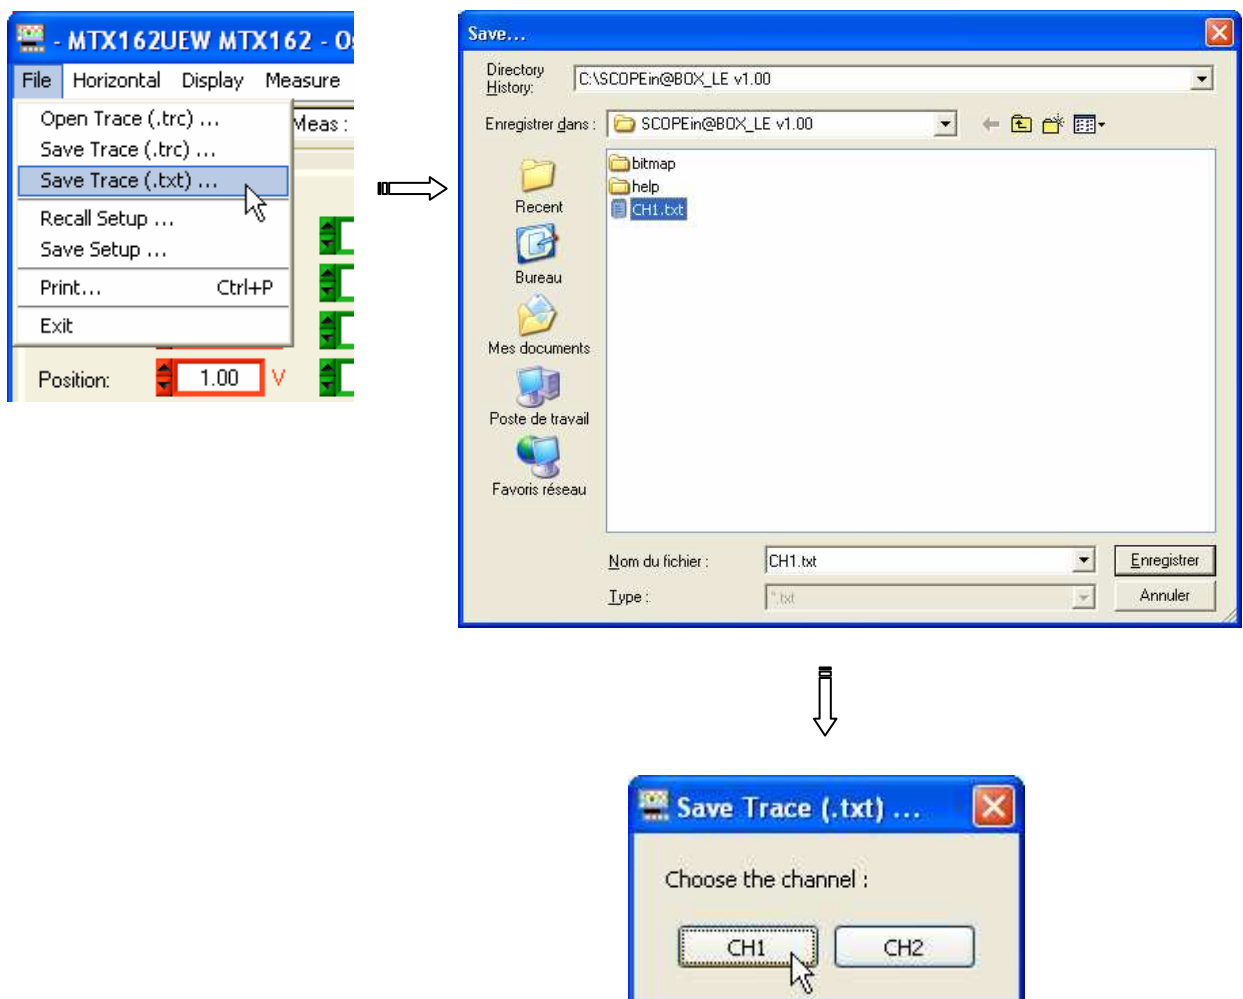 - MTX162UEW MTX162 - Os
File Horizontal Display Measure
Open Trace (.trc) ...
Meas :
Save Trace (.trc) ...
Save Trace (.txt) ...
Recall Setup ...
Save Setup ...
Print... Ctrl+P
Exit
Position: 1.00 V
Save...
Directory
History:
C:\SCOPEin@BOX_LE v1.00
Enregistrer dans : SCOPEin@BOX_LE v1.00
bitmap
help
CH1.txt
Recent
Bureau
Mes documents
Poste de travail
Favoris réseau
Nom du fichier : CH1.txt Enregistrer
Type : *.txt Annuler
Save Trace (.txt) ...
Choose the channel :
CH1 CH2